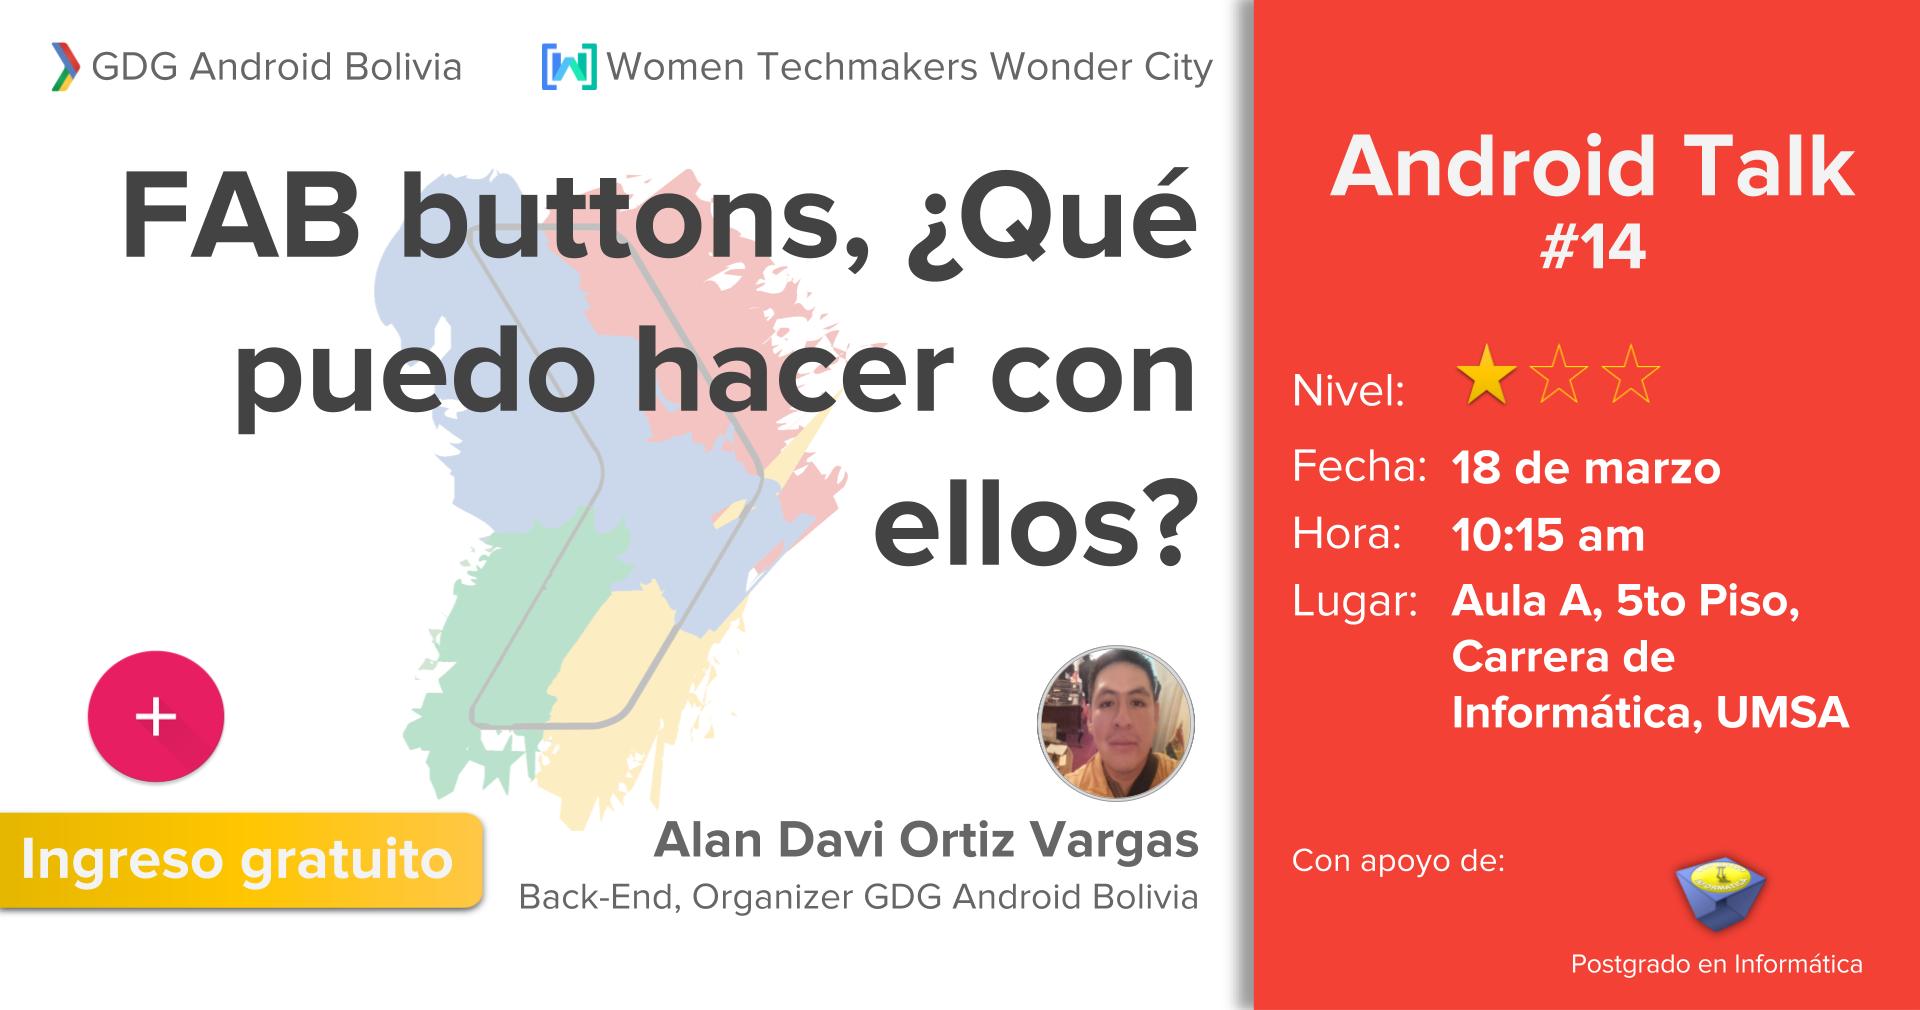 GDG Android Bolivia
Women Techmakers Wonder City
FAB buttons, ¿Qué
puedo hacer con
ellos?
+
Ingreso gratuito
Alan Davi Ortiz Vargas
Back-End, Organizer GDG Android Bolivia
Android Talk
#14
Nivel:
Fecha: 18 de marzo
Hora: 10:15 am
Lugar: Aula A, 5to Piso,
Carrera de
Informática, UMSA
Con apoyo de:
INFORMATICA
Postgrado en Informática